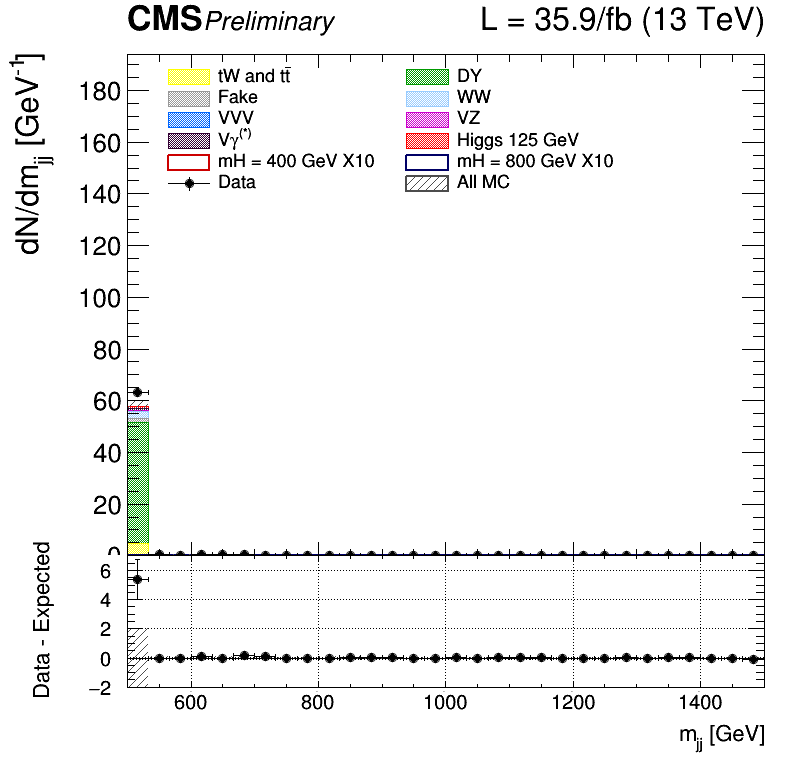 CMS Preliminary L = 35.9/fb (13 TeV)
dN/dm_jj [GeV^-1]
180
160
140
120
100
80
60
40
20
0
tW and tt̄ DY
Fake WW
VVV VZ
Vγ^(*) Higgs 125 GeV
mH = 400 GeV X10 mH = 800 GeV X10
Data All MC
Data - Expected
6
4
2
0
−2
600 800 1000 1200 1400
m_jj [GeV]